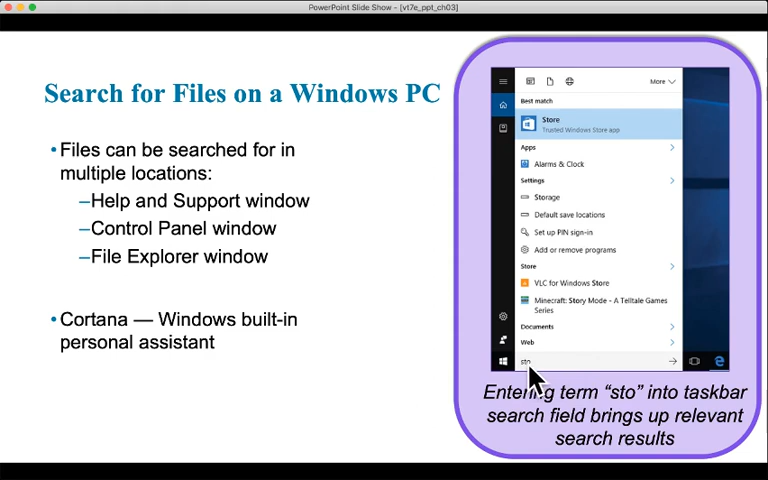 PowerPoint Slide Show - [vt7e_ppt_ch03]
Search for Files on a Windows PC
•Files can be searched for in
multiple locations:
–Help and Support window
–Control Panel window
–File Explorer window
•Cortana — Windows built-in
personal assistant
More
Best match
Store
Trusted Windows Store app
Apps
Alarms & Clock
Settings
Storage
Default save locations
Set up PIN sign-in
Add or remove programs
Store
VLC for Windows Store
Minecraft: Story Mode - A Telltale Games
Series
Documents
Web
sto
Entering term “sto” into taskbar
search field brings up relevant
search results